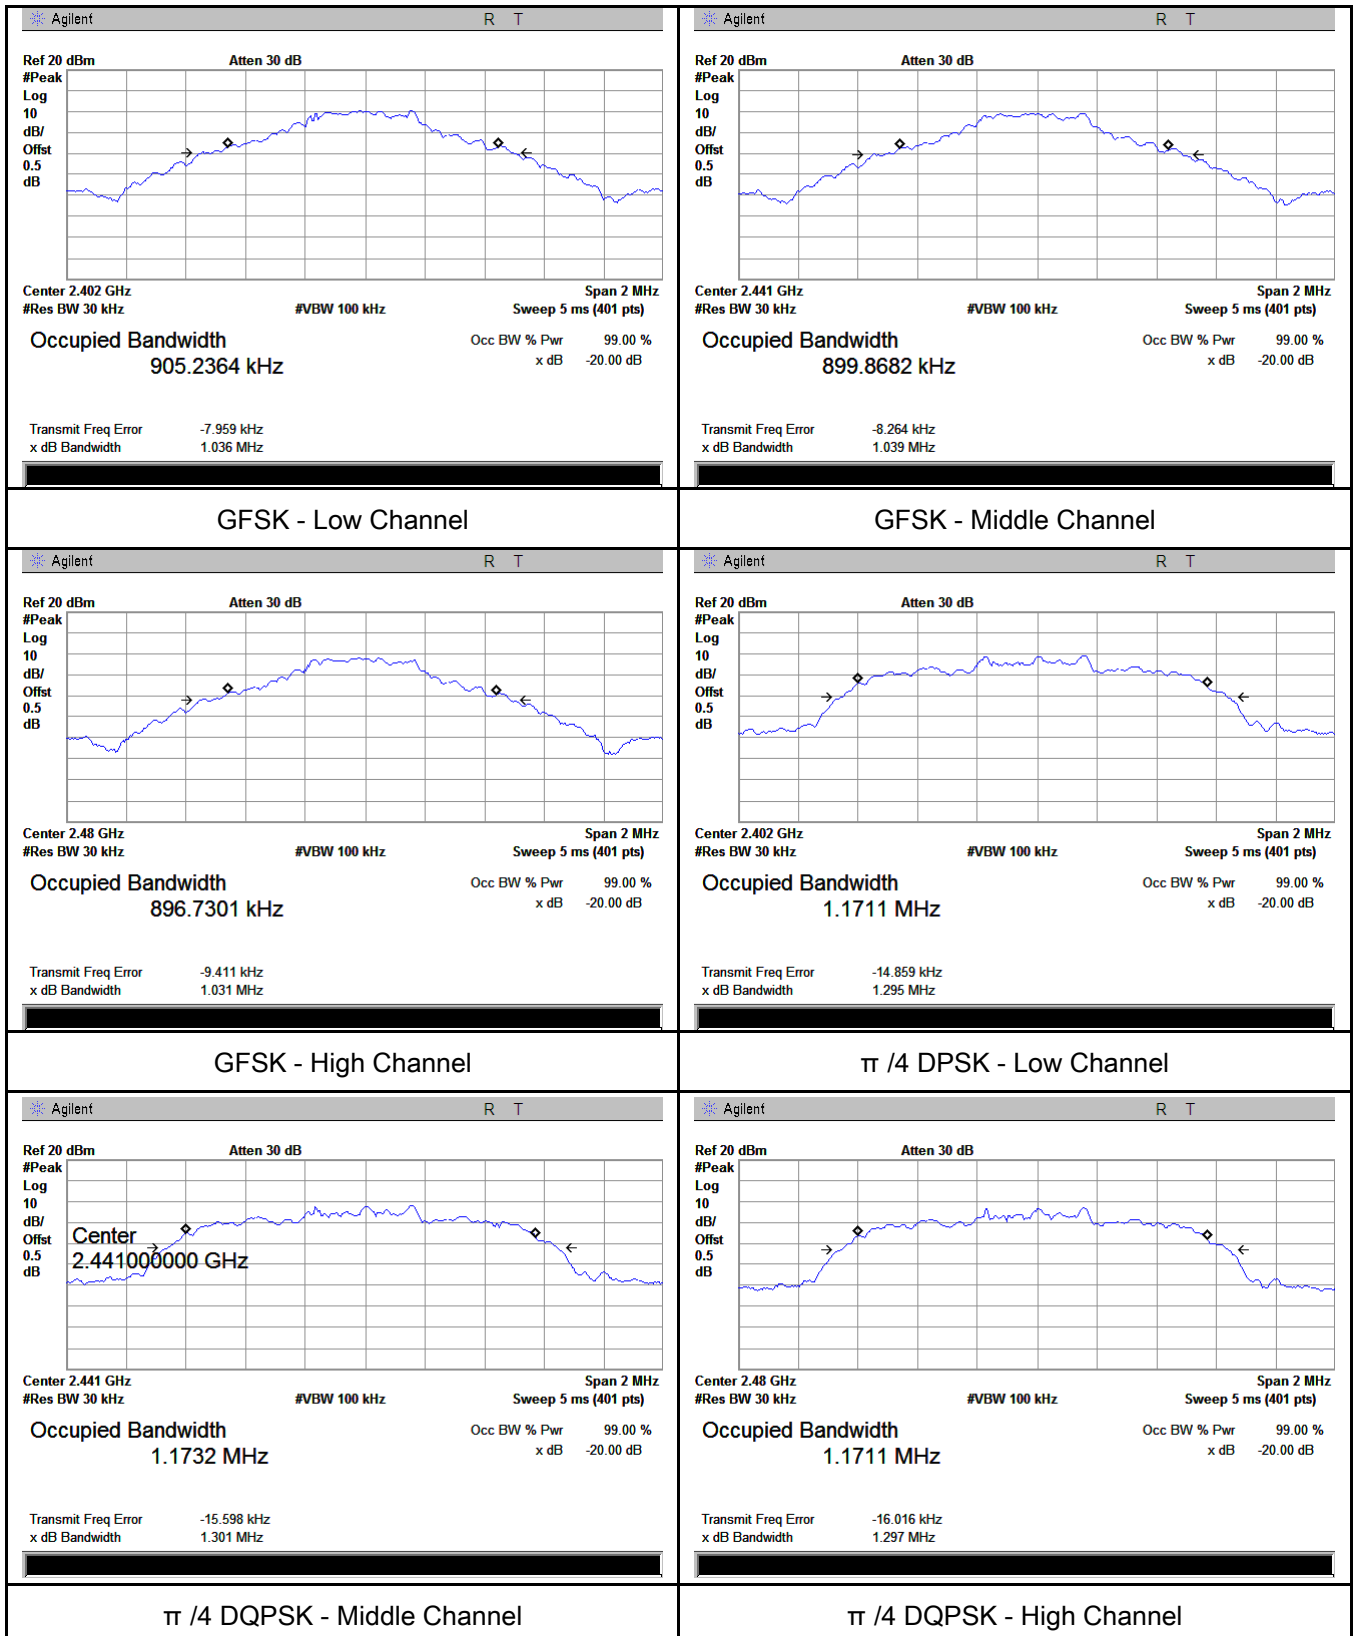 Agilent R T
Ref 20 dBm Atten 30 dB
#Peak
Log
10
dB/
Offst
0.5
dB
Center 2.402 GHz Span 2 MHz
#Res BW 30 kHz #VBW 100 kHz Sweep 5 ms (401 pts)
Occupied Bandwidth Occ BW % Pwr 99.00 %
905.2364 kHz x dB -20.00 dB
Transmit Freq Error -7.959 kHz
x dB Bandwidth 1.036 MHz
GFSK - Low Channel
Agilent R T
Ref 20 dBm Atten 30 dB
#Peak
Log
10
dB/
Offst
0.5
dB
Center 2.441 GHz Span 2 MHz
#Res BW 30 kHz #VBW 100 kHz Sweep 5 ms (401 pts)
Occupied Bandwidth Occ BW % Pwr 99.00 %
899.8682 kHz x dB -20.00 dB
Transmit Freq Error -8.264 kHz
x dB Bandwidth 1.039 MHz
GFSK - Middle Channel
Agilent R T
Ref 20 dBm Atten 30 dB
#Peak
Log
10
dB/
Offst
0.5
dB
Center 2.48 GHz Span 2 MHz
#Res BW 30 kHz #VBW 100 kHz Sweep 5 ms (401 pts)
Occupied Bandwidth Occ BW % Pwr 99.00 %
896.7301 kHz x dB -20.00 dB
Transmit Freq Error -9.411 kHz
x dB Bandwidth 1.031 MHz
GFSK - High Channel
Agilent R T
Ref 20 dBm Atten 30 dB
#Peak
Log
10
dB/
Offst
0.5
dB
Center 2.402 GHz Span 2 MHz
#Res BW 30 kHz #VBW 100 kHz Sweep 5 ms (401 pts)
Occupied Bandwidth Occ BW % Pwr 99.00 %
1.1711 MHz x dB -20.00 dB
Transmit Freq Error -14.859 kHz
x dB Bandwidth 1.295 MHz
π /4 DPSK - Low Channel
Agilent R T
Ref 20 dBm Atten 30 dB
#Peak
Log
10
dB/
Offst
0.5
dB
Center
2.441000000 GHz
Center 2.441 GHz Span 2 MHz
#Res BW 30 kHz #VBW 100 kHz Sweep 5 ms (401 pts)
Occupied Bandwidth Occ BW % Pwr 99.00 %
1.1732 MHz x dB -20.00 dB
Transmit Freq Error -15.598 kHz
x dB Bandwidth 1.301 MHz
π /4 DQPSK - Middle Channel
Agilent R T
Ref 20 dBm Atten 30 dB
#Peak
Log
10
dB/
Offst
0.5
dB
Center 2.48 GHz Span 2 MHz
#Res BW 30 kHz #VBW 100 kHz Sweep 5 ms (401 pts)
Occupied Bandwidth Occ BW % Pwr 99.00 %
1.1711 MHz x dB -20.00 dB
Transmit Freq Error -16.016 kHz
x dB Bandwidth 1.297 MHz
π /4 DQPSK - High Channel